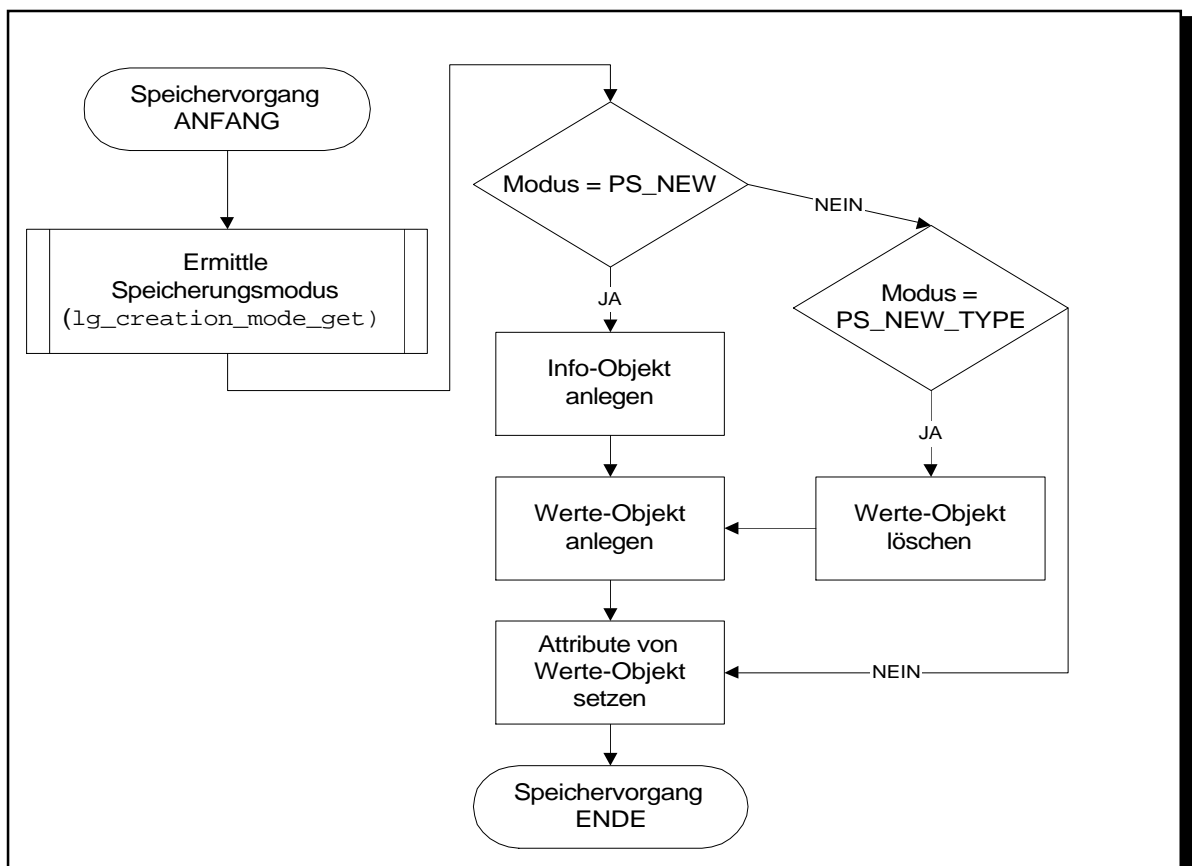 Speichervorgang
ANFANG
Ermittle
Speicherungsmodus
(lg_creation_mode_get)
Modus = PS_NEW
NEIN
JA
Modus =
PS_NEW_TYPE
JA
NEIN
Info-Objekt
anlegen
Werte-Objekt
anlegen
Werte-Objekt
löschen
Attribute von
Werte-Objekt
setzen
Speichervorgang
ENDE